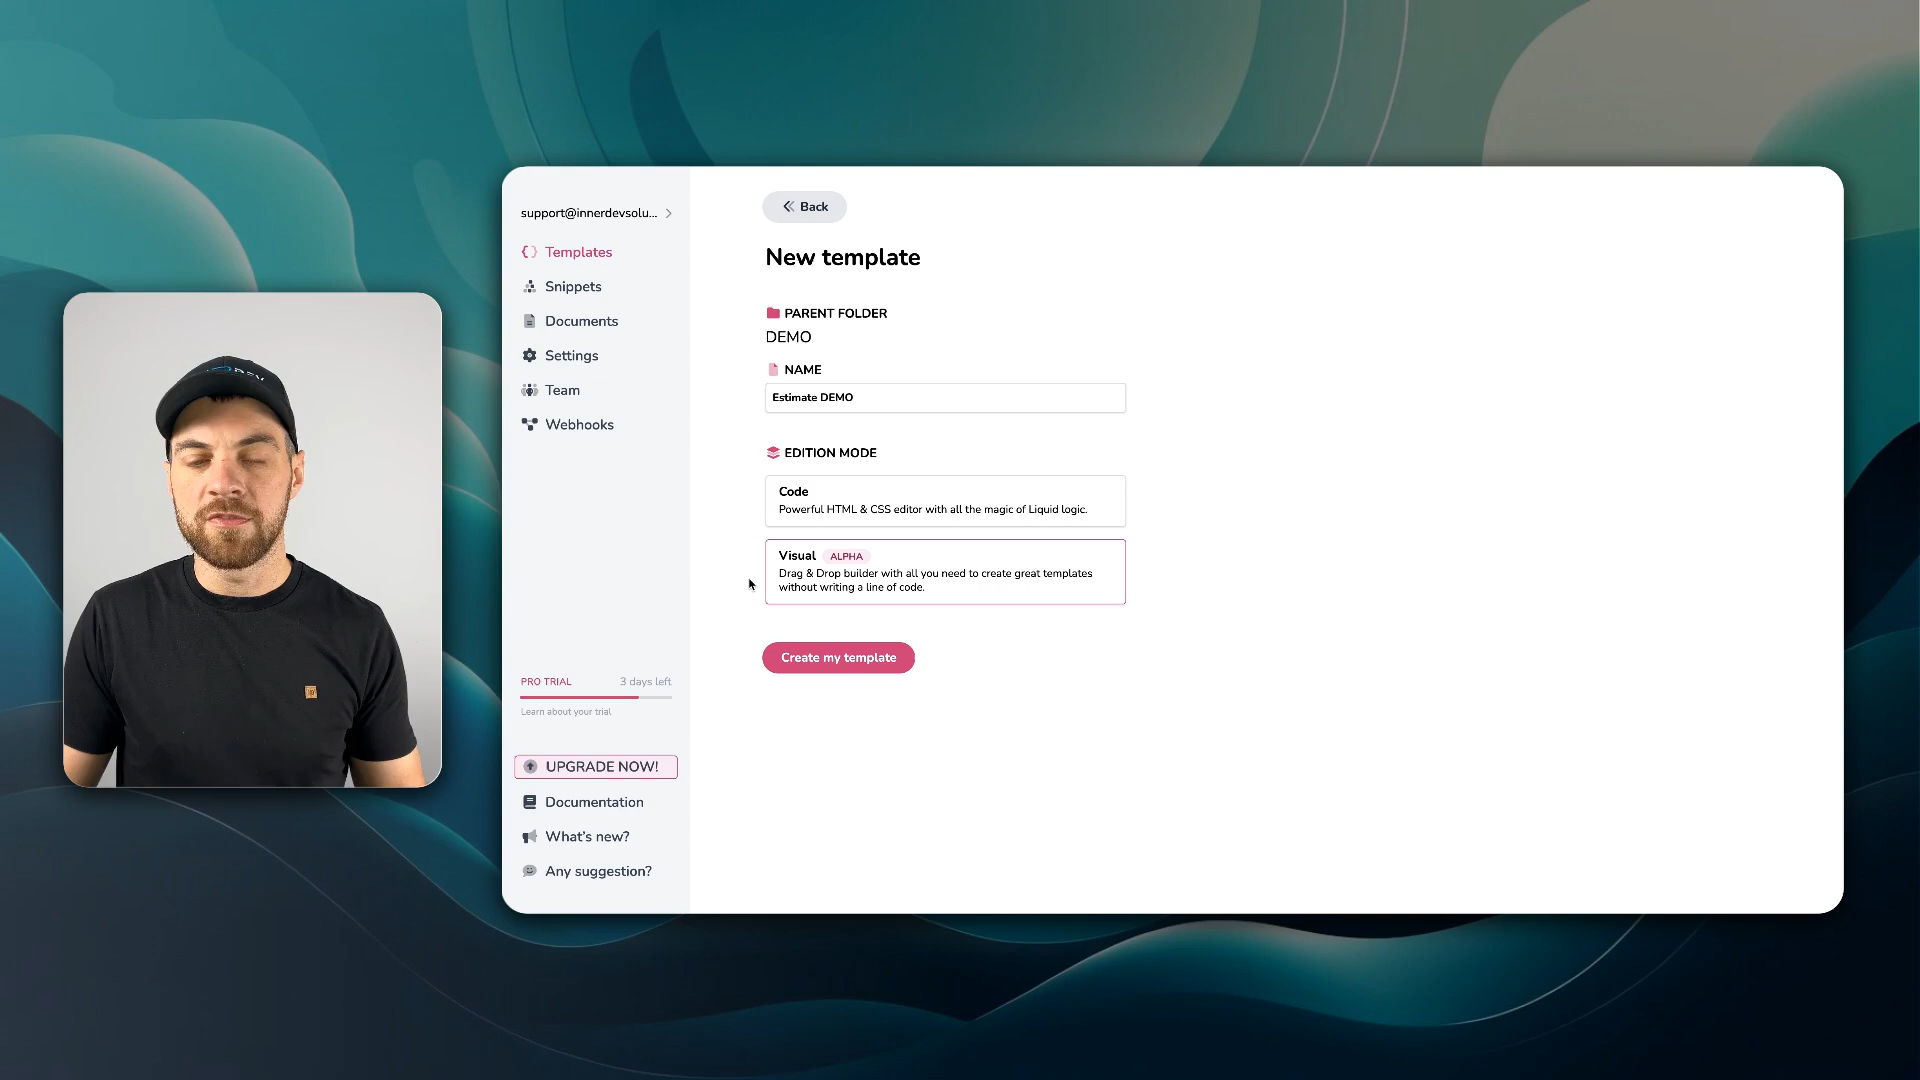 support@innerdevsolu...
Templates
Snippets
Documents
Settings
Team
Webhooks
PRO TRIAL 3 days left
Learn about your trial
UPGRADE NOW!
Documentation
What's new?
Any suggestion?
Back
New template
PARENT FOLDER
DEMO
NAME
Estimate DEMO
EDITION MODE
Code
Powerful HTML & CSS editor with all the magic of Liquid logic.
Visual ALPHA
Drag & Drop builder with all you need to create great templates
without writing a line of code.
Create my template